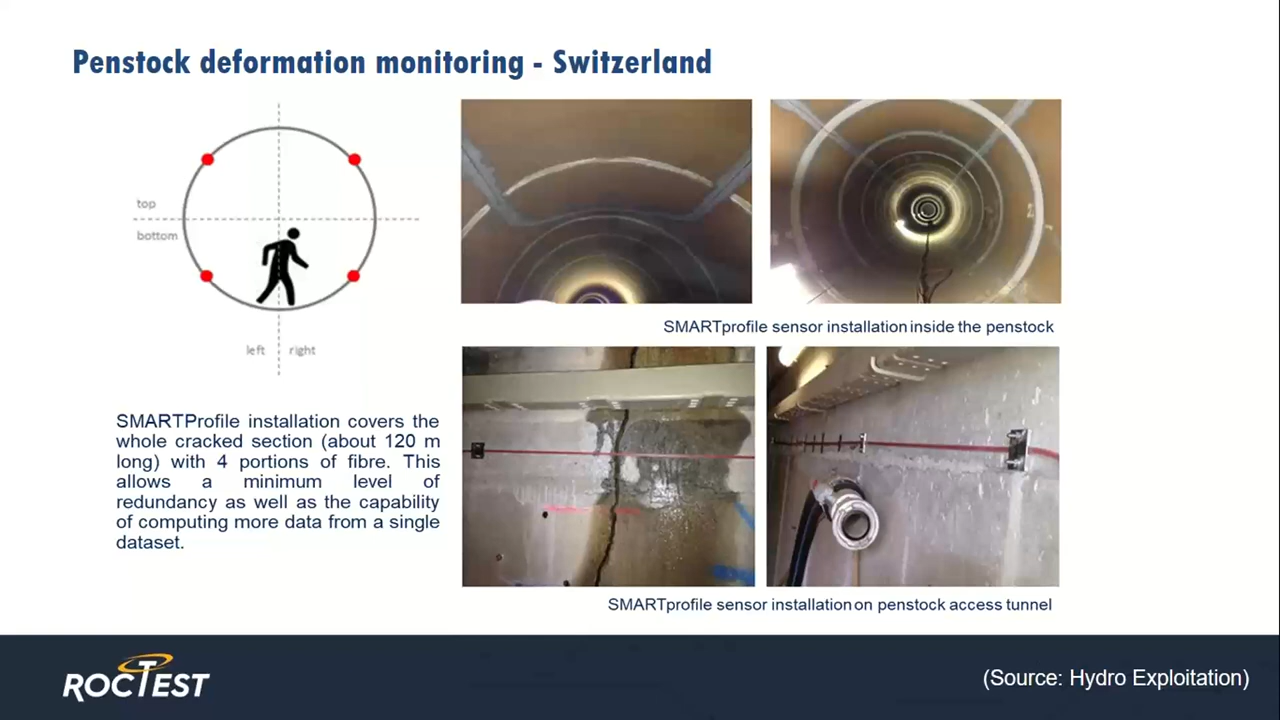 Penstock deformation monitoring - Switzerland
top
bottom
left
right
SMARTprofile sensor installation inside the penstock
SMARTProfile installation covers the
whole cracked section (about 120 m
long) with 4 portions of fibre. This
allows a minimum level of
redundancy as well as the capability
of computing more data from a single
dataset.
SMARTprofile sensor installation on penstock access tunnel
ROCTEST
(Source: Hydro Exploitation)